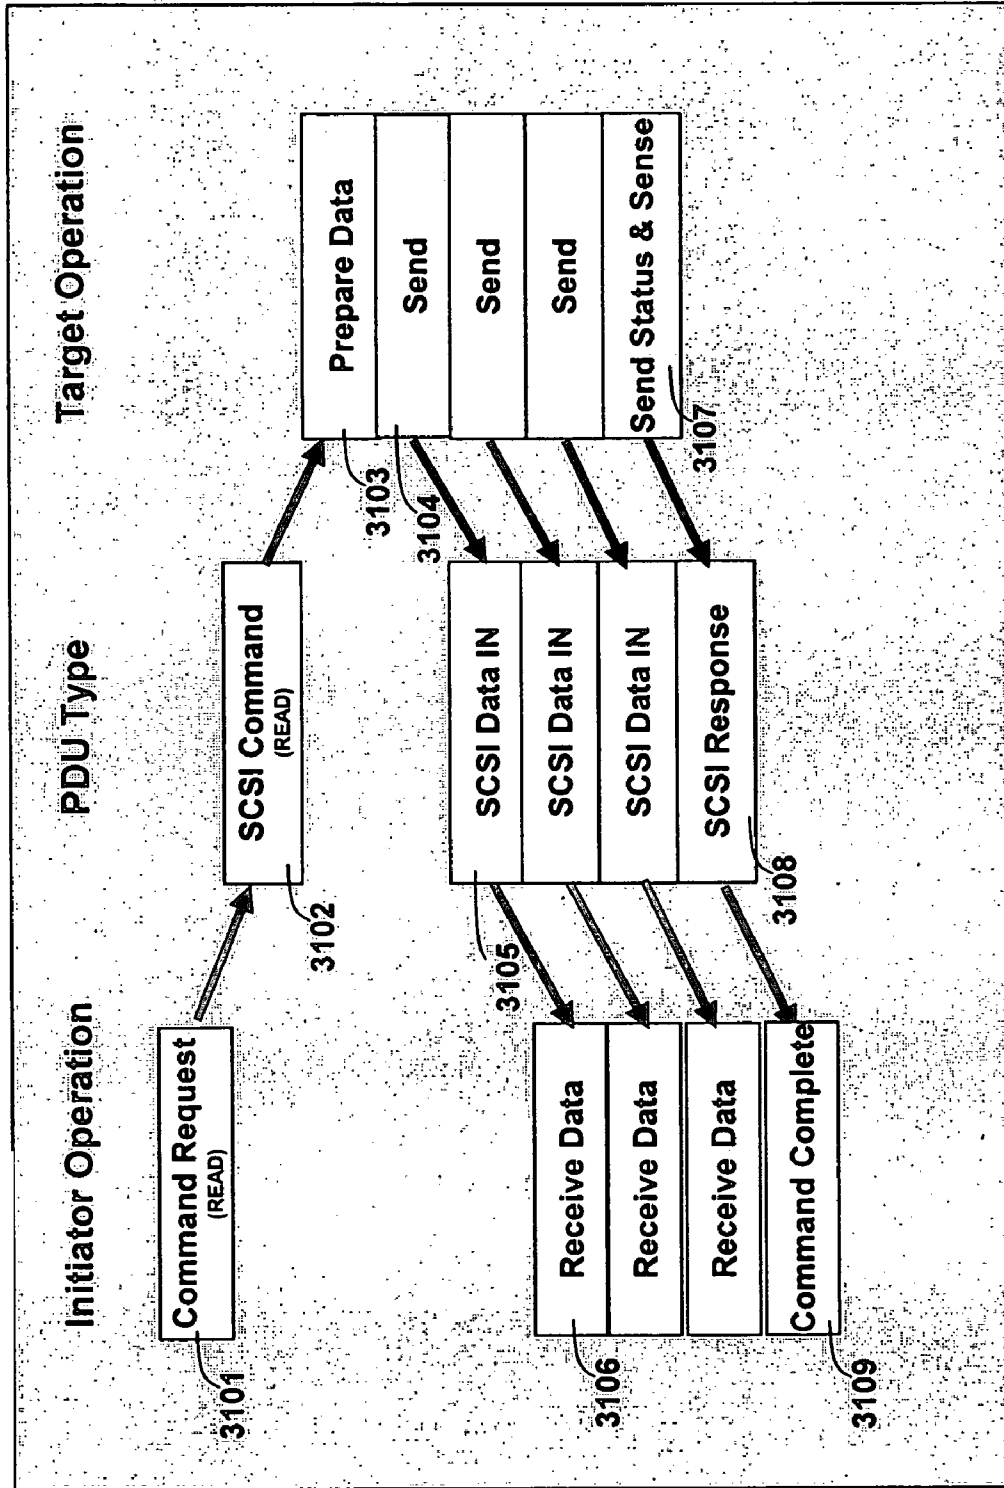 Initiator Operation
PDU Type
Target Operation
Command Request
(READ)
3101
SCSI Command
(READ)
3102
Prepare Data
3103
Send
3104
Send
Send
Send Status & Sense
3107
SCSI Data IN
3105
SCSI Data IN
SCSI Data IN
SCSI Response
3108
Receive Data
3106
Receive Data
Receive Data
Command Complete
3109